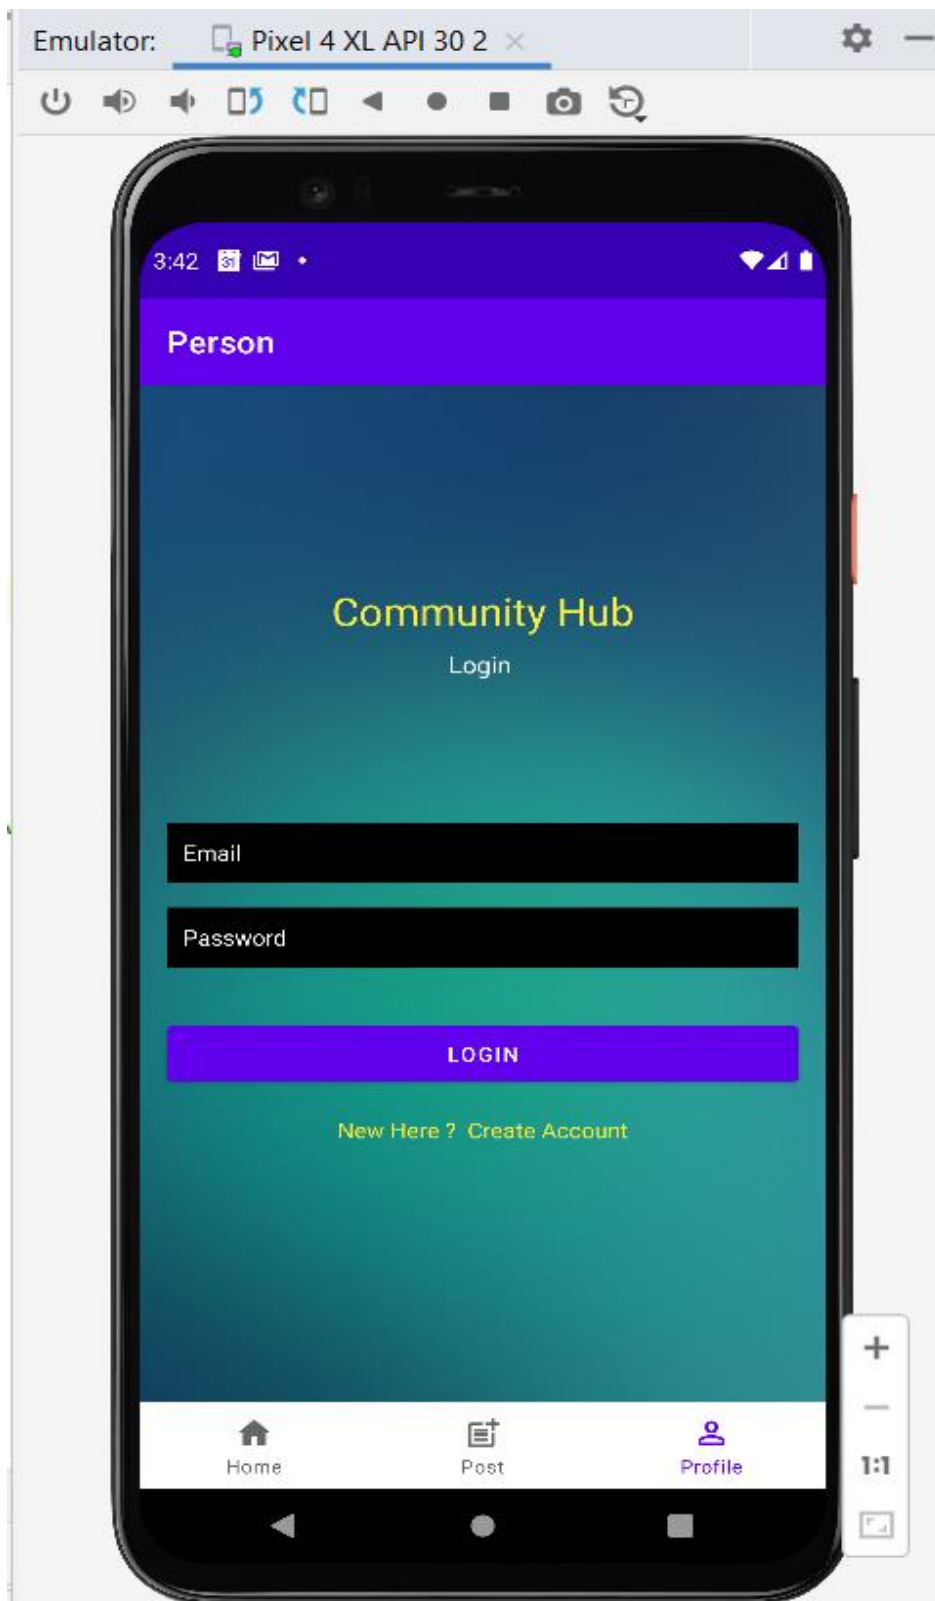 Emulator: Pixel 4 XL API 30 2
3:42 31
Person
Community Hub
Login
Email
Password
LOGIN
New Here ? Create Account
Home Post Profile
1:1